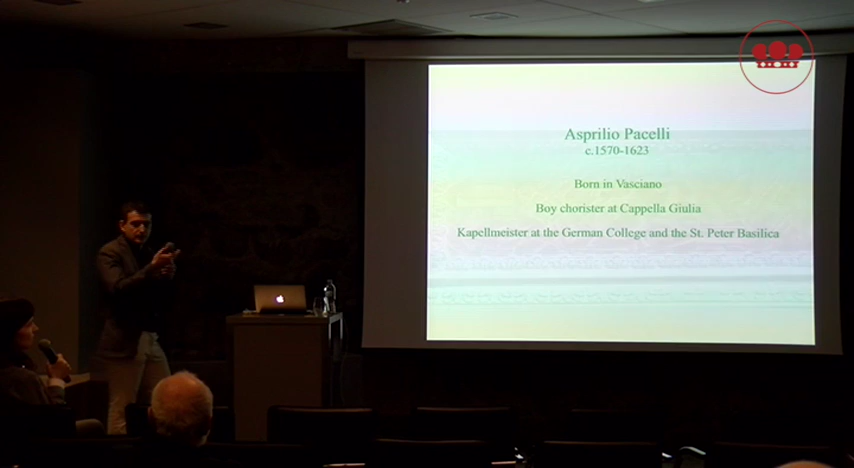 Asprilio Pacelli
c.1570-1623
Born in Vasciano
Boy chorister at Cappella Giulia
Kapellmeister at the German College and the St. Peter Basilica